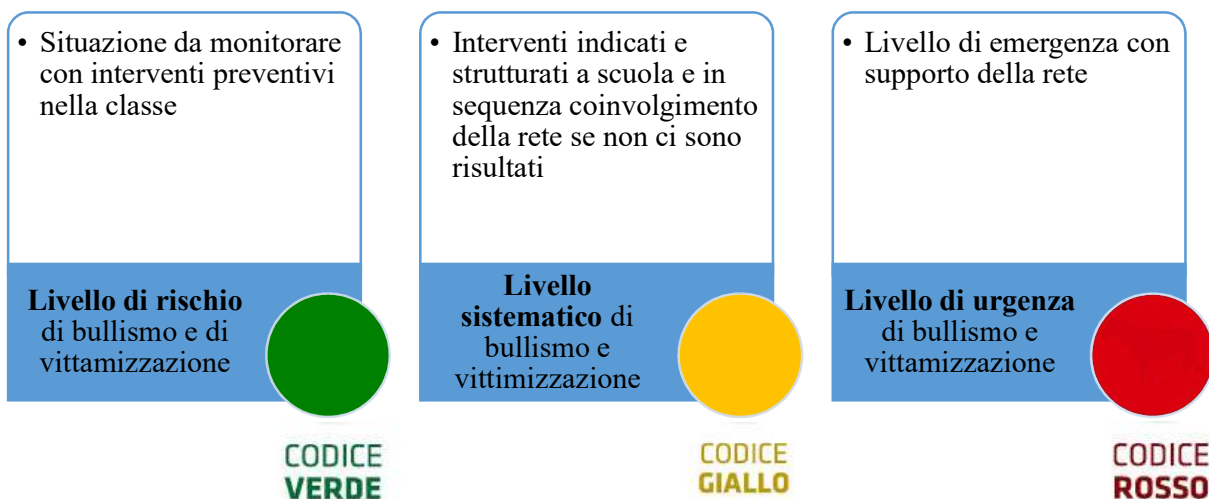 • Situazione da monitorare
con interventi preventivi
nella classe
Livello di rischio
di bullismo e di
vittamizzazione
CODICE
VERDE
• Interventi indicati e
strutturati a scuola e in
sequenza coinvolgimento
della rete se non ci sono
risultati
Livello
sistematico di
bullismo e
vittimizzazione
CODICE
GIALLO
• Livello di emergenza con
supporto della rete
Livello di urgenza
di bullismo e
vittamizzazione
CODICE
ROSSO